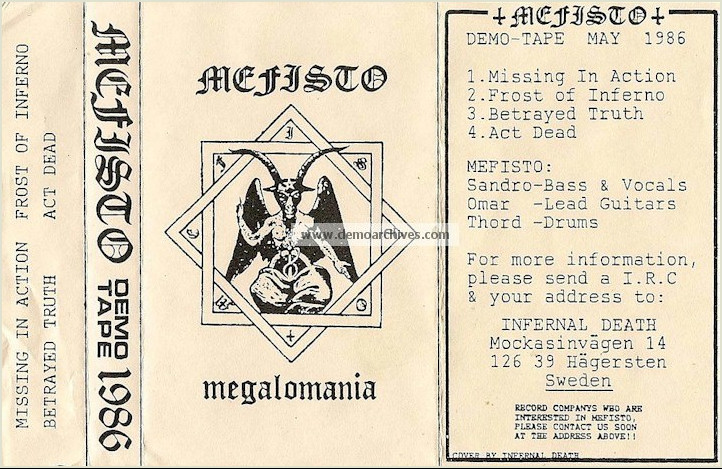 MISSING IN ACTION FROST OF INFERNO
BETRAYED TRUTH ACT DEAD
MEFISTO DEMO TAPE 1986
MEFISTO
www.demoarchives.com
megalomania
MEFISTO
DEMO-TAPE MAY 1986
1.Missing In Action
2.Frost of Inferno
3.Betrayed Truth
4.Act Dead
MEFISTO:
Sandro-Bass & Vocals
Omar -Lead Guitars
Thord -Drums
For more information,
please send a I.R.C
& your address to:
INFERNAL DEATH
Mockasinvägen 14
126 39 Hägersten
Sweden
RECORD COMPANYS WHO ARE
INTERESTED IN MEFISTO,
PLEASE CONTACT US SOON
AT THE ADDRESS ABOVE!!
COVER BY INFERNAL DEATH